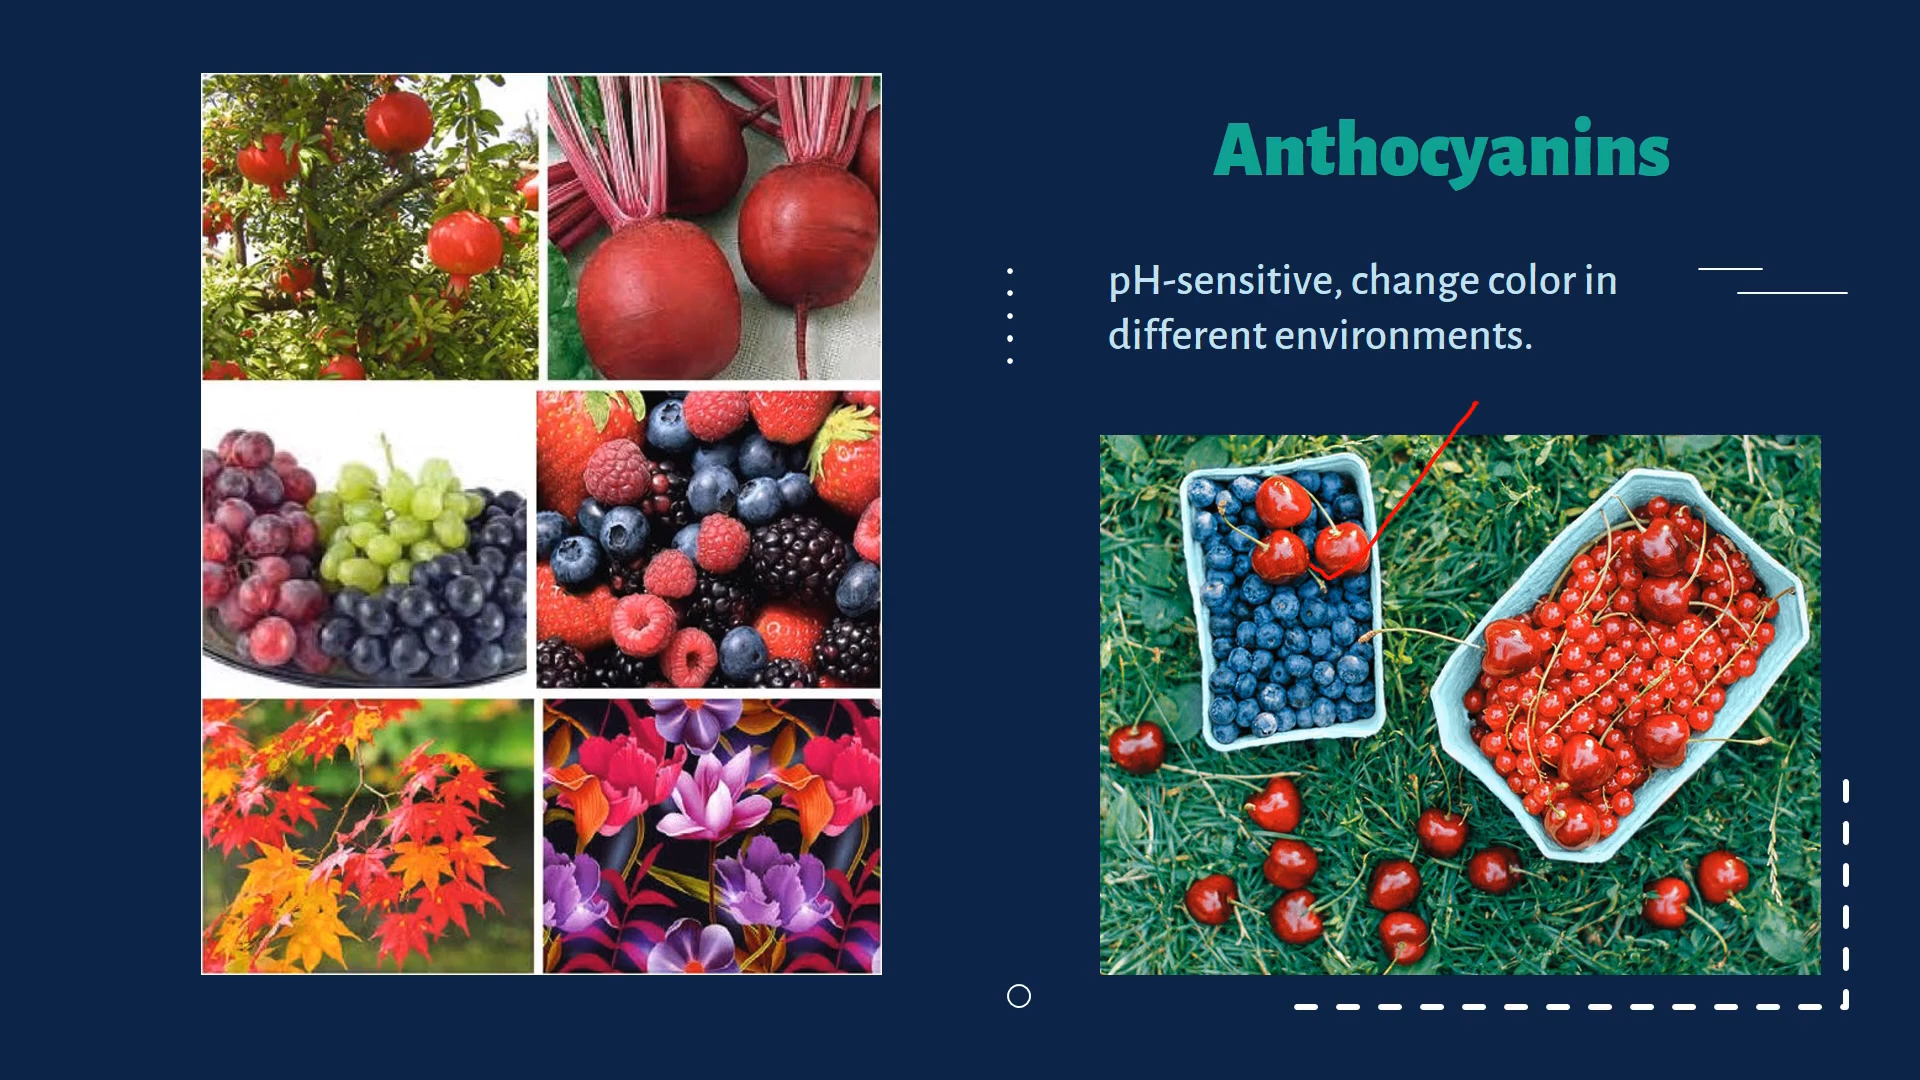 Anthocyanins
pH-sensitive, change color in
different environments.